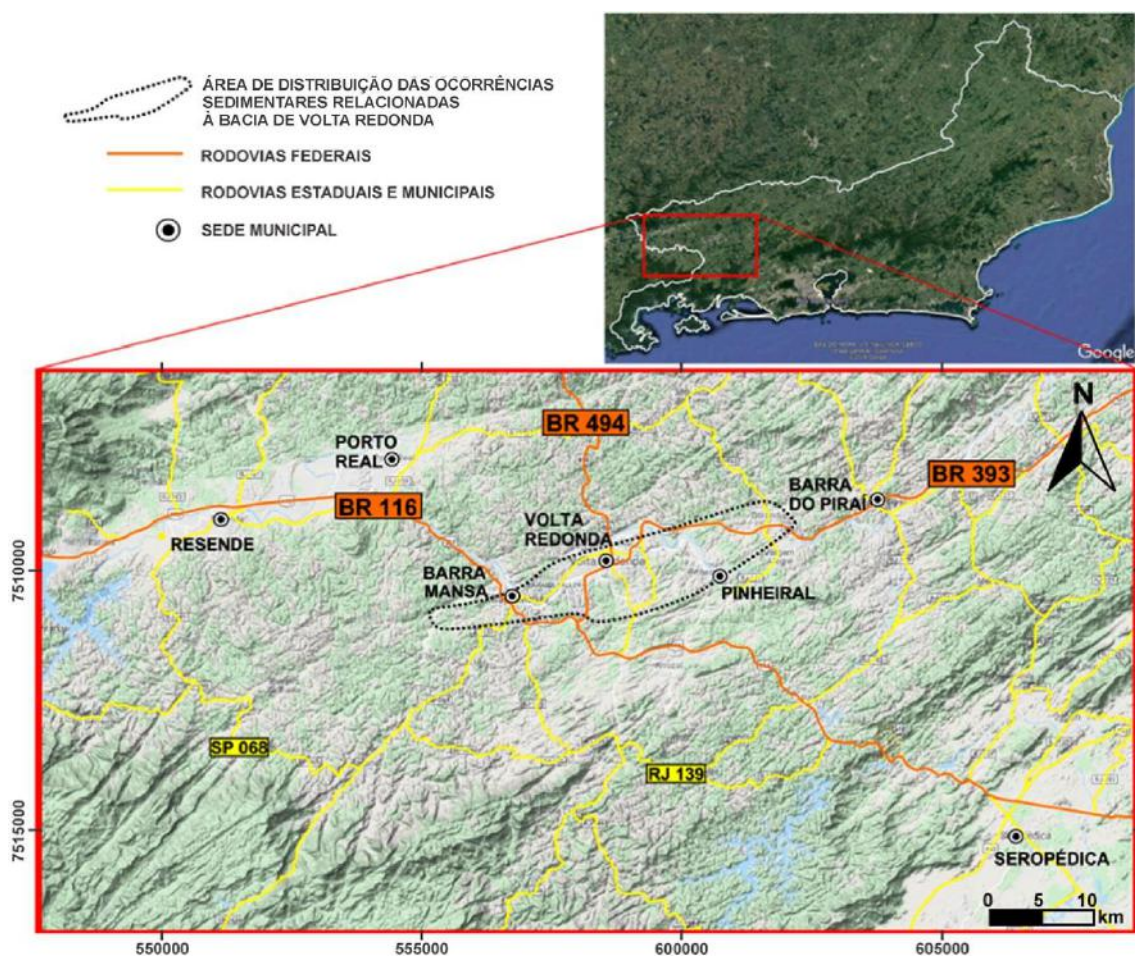 ÁREA DE DISTRIBUIÇÃO DAS OCORRÊNCIAS
SEDIMENTARES RELACIONADAS
À BACIA DE VOLTA REDONDA
RODOVIAS FEDERAIS
RODOVIAS ESTADUAIS E MUNICIPAIS
SEDE MUNICIPAL
Google
N
BR 494
PORTO
REAL
BR 393
BARRA
DO PIRAÍ
BR 116
VOLTA
REDONDA
RESENDE
BARRA
MANSA
PINHEIRAL
SP 068
RJ 139
SEROPÉDICA
0 5 10
km
7510000
7515000
550000 555000 600000 605000